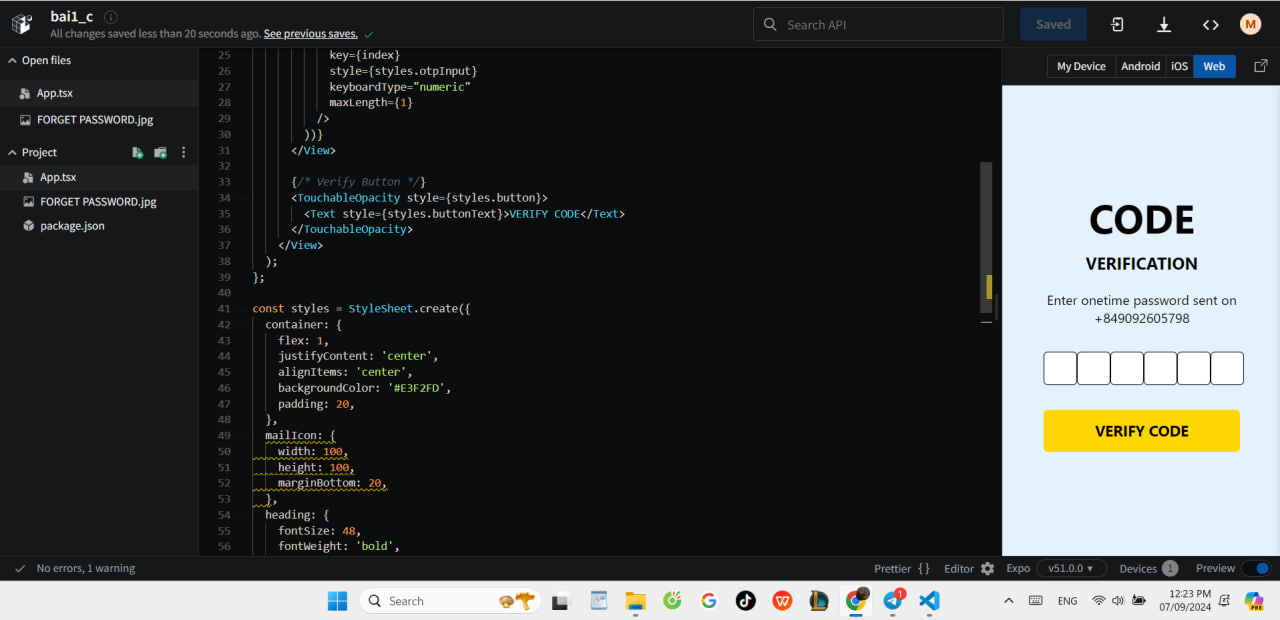 bai1_c
All changes saved less than 20 seconds ago. See previous saves.
Search API
Saved
M
Open files
App.tsx
FORGET PASSWORD.jpg
Project
App.tsx
FORGET PASSWORD.jpg
package.json
25 key={index}
26 style={styles.otpInput}
27 keyboardType="numeric"
28 maxLength={1}
29 />
30 ))}
31 </View>
32
33 {/* Verify Button */}
34 <TouchableOpacity style={styles.button}>
35 <Text style={styles.buttonText}>VERIFY CODE</Text>
36 </TouchableOpacity>
37 </View>
38 );
39 };
40
41 const styles = StyleSheet.create({
42 container: {
43 flex: 1,
44 justifyContent: 'center',
45 alignItems: 'center',
46 backgroundColor: '#E3F2FD',
47 padding: 20,
48 },
49 mailIcon: {
50 width: 100,
51 height: 100,
52 marginBottom: 20,
53 },
54 heading: {
55 fontSize: 48,
56 fontWeight: 'bold',
My Device Android iOS Web
CODE
VERIFICATION
Enter onetime password sent on
+849092605798
VERIFY CODE
No errors, 1 warning
Prettier {} Editor Expo v51.0.0 Devices 1 Preview
Search
1
ENG
12:23 PM
07/09/2024
PRE